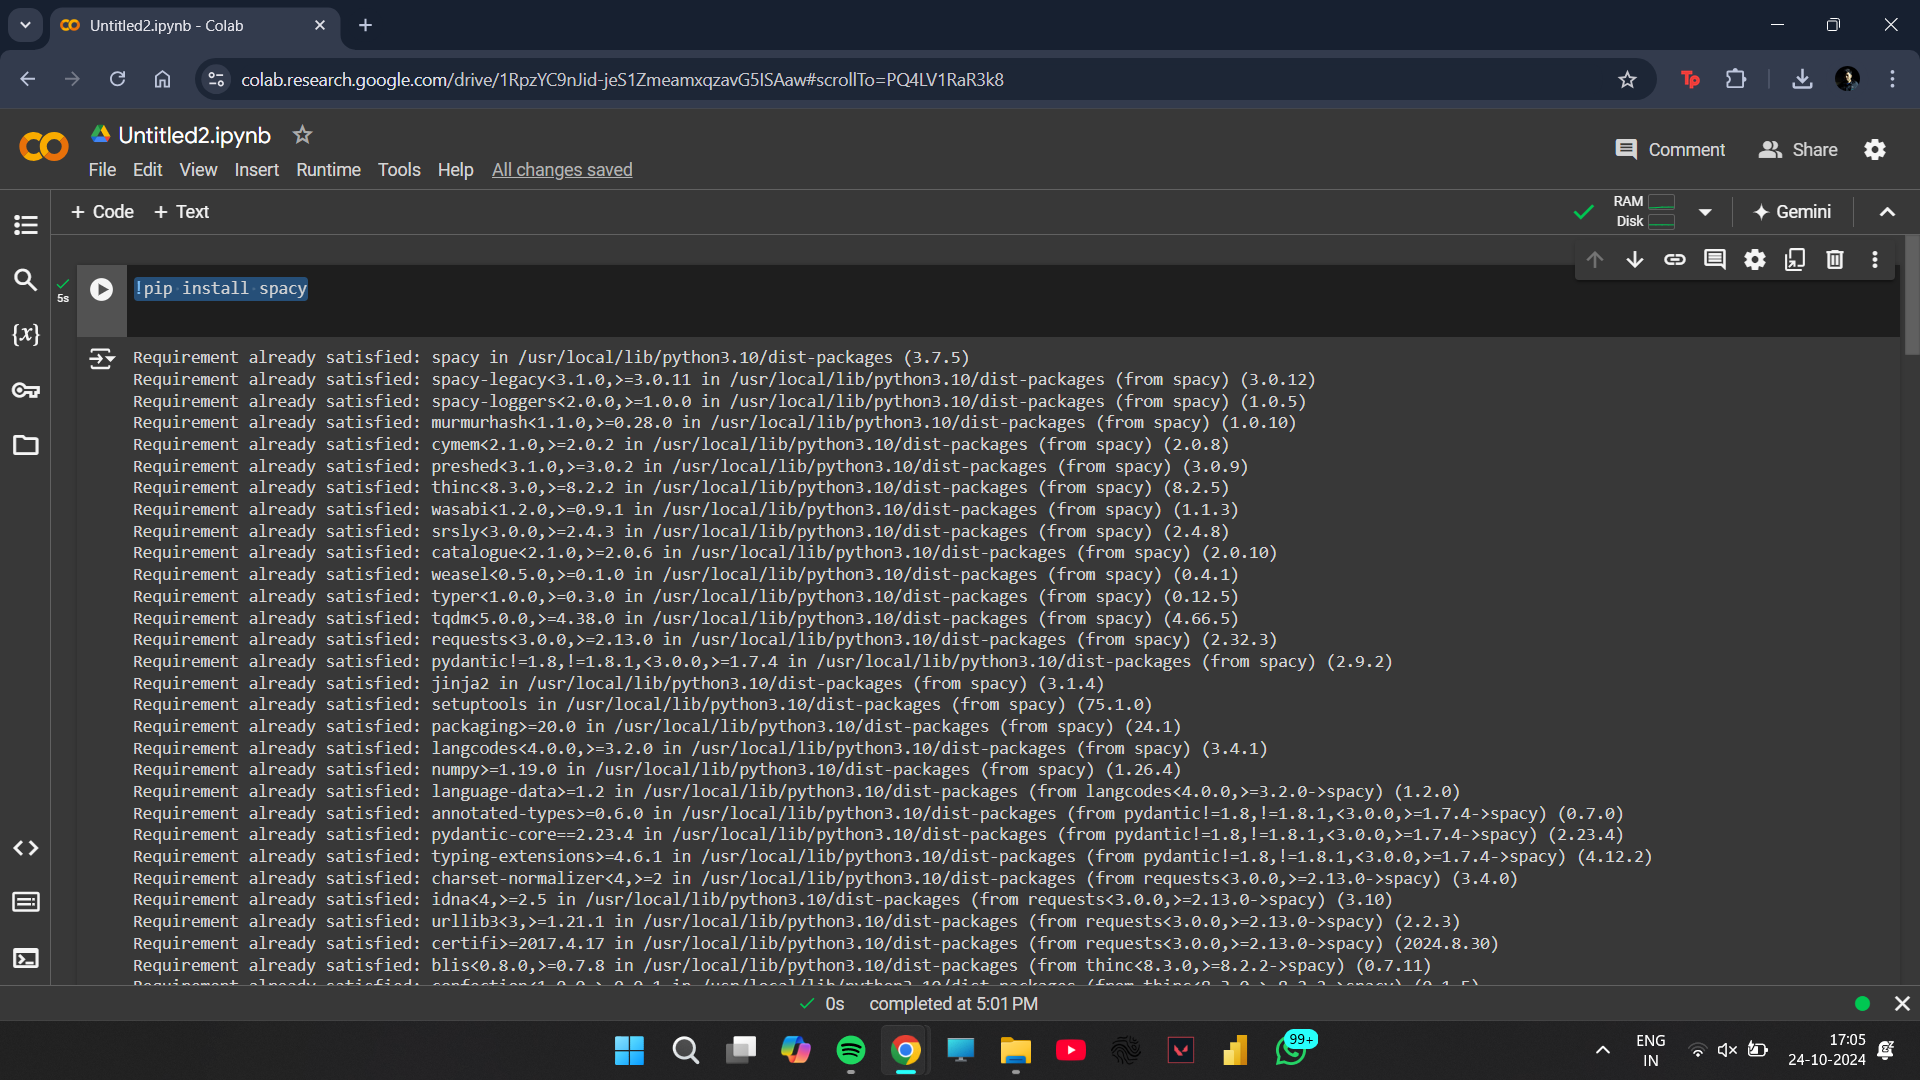 Untitled2.ipynb - Colab
colab.research.google.com/drive/1RpzYC9nJid-jeS1ZmeamxqzavG5ISAaw#scrollTo=PQ4LV1RaR3k8
Tp
Untitled2.ipynb
Comment
Share
File Edit View Insert Runtime Tools Help All changes saved
+ Code + Text
RAM
Disk
Gemini
5s
!pip install spacy
Requirement already satisfied: spacy in /usr/local/lib/python3.10/dist-packages (3.7.5)
Requirement already satisfied: spacy-legacy<3.1.0,>=3.0.11 in /usr/local/lib/python3.10/dist-packages (from spacy) (3.0.12)
Requirement already satisfied: spacy-loggers<2.0.0,>=1.0.0 in /usr/local/lib/python3.10/dist-packages (from spacy) (1.0.5)
Requirement already satisfied: murmurhash<1.1.0,>=0.28.0 in /usr/local/lib/python3.10/dist-packages (from spacy) (1.0.10)
Requirement already satisfied: cymem<2.1.0,>=2.0.2 in /usr/local/lib/python3.10/dist-packages (from spacy) (2.0.8)
Requirement already satisfied: preshed<3.1.0,>=3.0.2 in /usr/local/lib/python3.10/dist-packages (from spacy) (3.0.9)
Requirement already satisfied: thinc<8.3.0,>=8.2.2 in /usr/local/lib/python3.10/dist-packages (from spacy) (8.2.5)
Requirement already satisfied: wasabi<1.2.0,>=0.9.1 in /usr/local/lib/python3.10/dist-packages (from spacy) (1.1.3)
Requirement already satisfied: srsly<3.0.0,>=2.4.3 in /usr/local/lib/python3.10/dist-packages (from spacy) (2.4.8)
Requirement already satisfied: catalogue<2.1.0,>=2.0.6 in /usr/local/lib/python3.10/dist-packages (from spacy) (2.0.10)
Requirement already satisfied: weasel<0.5.0,>=0.1.0 in /usr/local/lib/python3.10/dist-packages (from spacy) (0.4.1)
Requirement already satisfied: typer<1.0.0,>=0.3.0 in /usr/local/lib/python3.10/dist-packages (from spacy) (0.12.5)
Requirement already satisfied: tqdm<5.0.0,>=4.38.0 in /usr/local/lib/python3.10/dist-packages (from spacy) (4.66.5)
Requirement already satisfied: requests<3.0.0,>=2.13.0 in /usr/local/lib/python3.10/dist-packages (from spacy) (2.32.3)
Requirement already satisfied: pydantic!=1.8,!=1.8.1,<3.0.0,>=1.7.4 in /usr/local/lib/python3.10/dist-packages (from spacy) (2.9.2)
Requirement already satisfied: jinja2 in /usr/local/lib/python3.10/dist-packages (from spacy) (3.1.4)
Requirement already satisfied: setuptools in /usr/local/lib/python3.10/dist-packages (from spacy) (75.1.0)
Requirement already satisfied: packaging>=20.0 in /usr/local/lib/python3.10/dist-packages (from spacy) (24.1)
Requirement already satisfied: langcodes<4.0.0,>=3.2.0 in /usr/local/lib/python3.10/dist-packages (from spacy) (3.4.1)
Requirement already satisfied: numpy>=1.19.0 in /usr/local/lib/python3.10/dist-packages (from spacy) (1.26.4)
Requirement already satisfied: language-data>=1.2 in /usr/local/lib/python3.10/dist-packages (from langcodes<4.0.0,>=3.2.0->spacy) (1.2.0)
Requirement already satisfied: annotated-types>=0.6.0 in /usr/local/lib/python3.10/dist-packages (from pydantic!=1.8,!=1.8.1,<3.0.0,>=1.7.4->spacy) (0.7.0)
Requirement already satisfied: pydantic-core==2.23.4 in /usr/local/lib/python3.10/dist-packages (from pydantic!=1.8,!=1.8.1,<3.0.0,>=1.7.4->spacy) (2.23.4)
Requirement already satisfied: typing-extensions>=4.6.1 in /usr/local/lib/python3.10/dist-packages (from pydantic!=1.8,!=1.8.1,<3.0.0,>=1.7.4->spacy) (4.12.2)
Requirement already satisfied: charset-normalizer<4,>=2 in /usr/local/lib/python3.10/dist-packages (from requests<3.0.0,>=2.13.0->spacy) (3.4.0)
Requirement already satisfied: idna<4,>=2.5 in /usr/local/lib/python3.10/dist-packages (from requests<3.0.0,>=2.13.0->spacy) (3.10)
Requirement already satisfied: urllib3<3,>=1.21.1 in /usr/local/lib/python3.10/dist-packages (from requests<3.0.0,>=2.13.0->spacy) (2.2.3)
Requirement already satisfied: certifi>=2017.4.17 in /usr/local/lib/python3.10/dist-packages (from requests<3.0.0,>=2.13.0->spacy) (2024.8.30)
Requirement already satisfied: blis<0.8.0,>=0.7.8 in /usr/local/lib/python3.10/dist-packages (from thinc<8.3.0,>=8.2.2->spacy) (0.7.11)
0s completed at 5:01 PM
99+
ENG
IN
17:05
24-10-2024